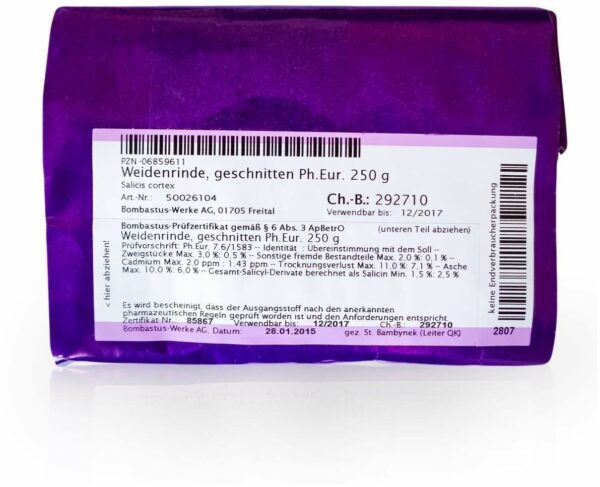 PZN -06859611
Weidenrinde, geschnitten Ph.Eur. 250 g
Salicis cortex
Art.-Nr.: 50026104 Ch.-B.: 292710
Bombastus-Werke AG, 01705 Freital Verwendbar bis: 12/2017
Bombastus-Prüfzertifikat gemäß § 6 Abs. 3 ApBetrO (unteren Teil abziehen)
Weidenrinde, geschnitten Ph.Eur. 250 g
Prüfvorschrift: Ph.Eur. 7.6/1583 -- Identität : Übereinstimmung mit dem Soll --
Zweigstücke Max. 3,0 %: 0,5 % -- Sonstige fremde Bestandteile Max. 2,0 %: 0,1 % --
Cadmium Max. 2,0 ppm : 1,43 ppm -- Trocknungsverlust Max. 11,0 %: 7,1 % -- Asche
Max. 10,0 %: 6,0 % -- Gesamt-Salicyl-Derivate berechnet als Salicin Min. 1,5 %: 2,5 %
Es wird bescheinigt, dass der Ausgangsstoff nach den anerkannten
pharmazeutischen Regeln geprüft worden ist und den Anforderungen entspricht.
Zertifikat-Nr.: 85867 Verwendbar bis: 12/2017 Ch.-B.: 292710
Bombastus-Werke AG, Datum: 28.01.2015 gez. St. Bambynek (Leiter QK)
< hier abziehen!
keine Endverbraucherpackung
2807